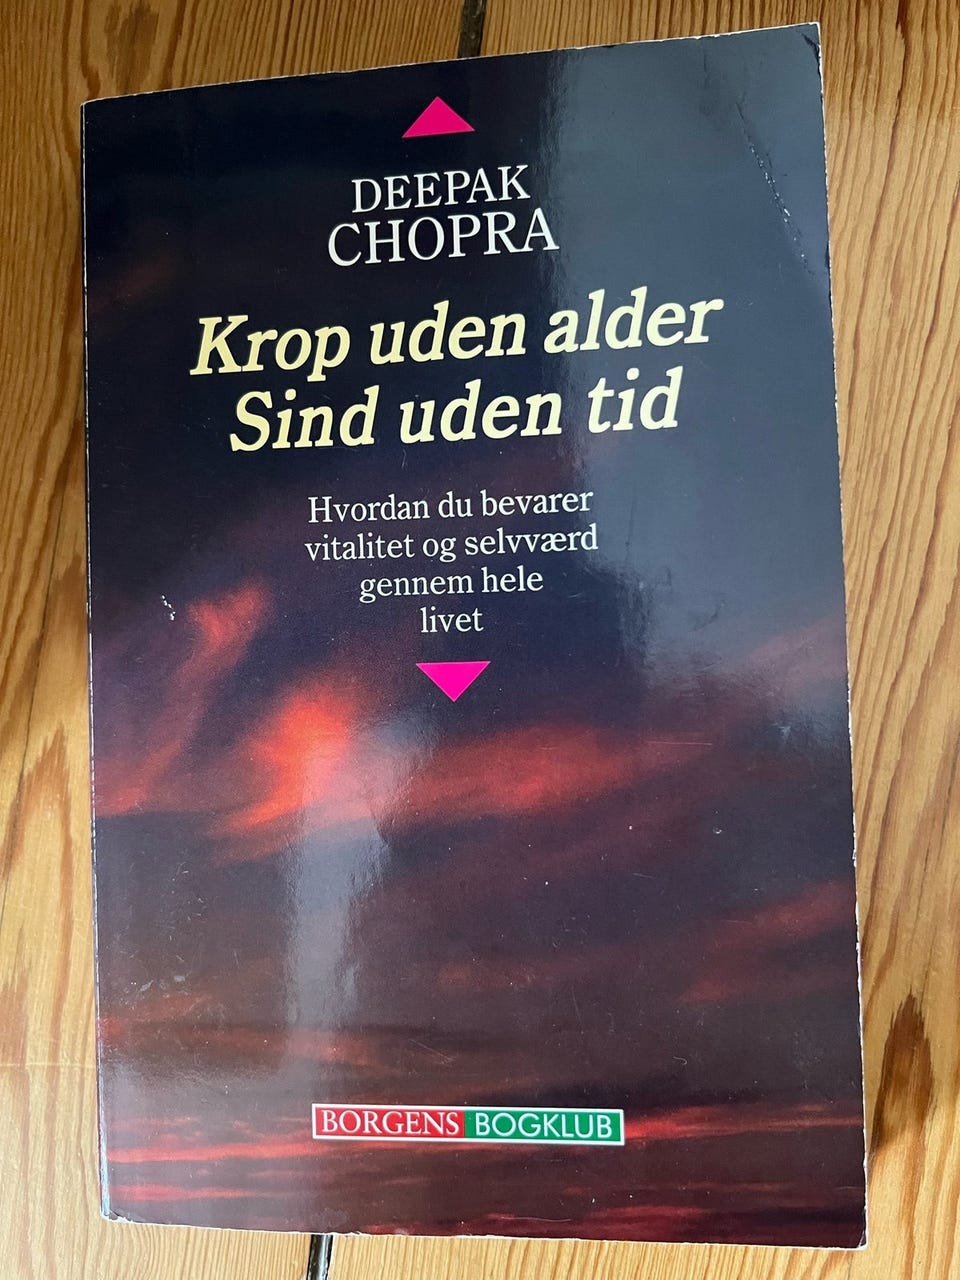 DEEPAK
CHOPRA
Krop uden alder
Sind uden tid
Hvordan du bevarer
vitalitet og selvværd
gennem hele
livet
BORGENS BOGKLUB